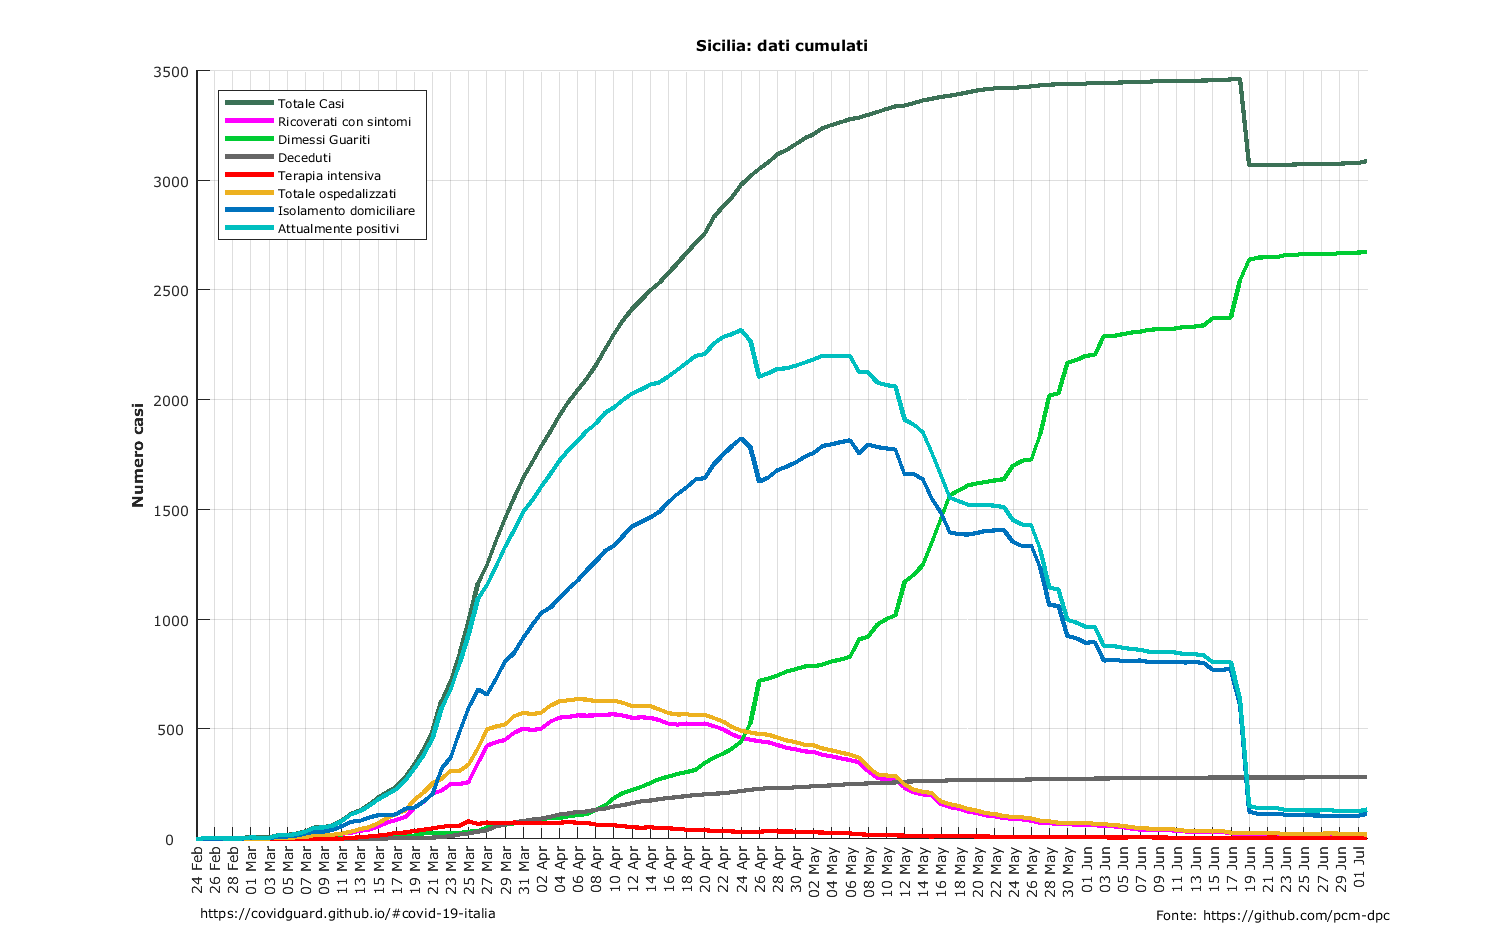 Sicilia: dati cumulati
Numero casi
3500
3000
2500
2000
1500
1000
500
0
Totale Casi
Ricoverati con sintomi
Dimessi Guariti
Deceduti
Terapia intensiva
Totale ospedalizzati
Isolamento domiciliare
Attualmente positivi
24 Feb
26 Feb
28 Feb
01 Mar
03 Mar
05 Mar
07 Mar
09 Mar
11 Mar
13 Mar
15 Mar
17 Mar
19 Mar
21 Mar
23 Mar
25 Mar
27 Mar
29 Mar
31 Mar
02 Apr
04 Apr
06 Apr
08 Apr
10 Apr
12 Apr
14 Apr
16 Apr
18 Apr
20 Apr
22 Apr
24 Apr
26 Apr
28 Apr
30 Apr
02 May
04 May
06 May
08 May
10 May
12 May
14 May
16 May
18 May
20 May
22 May
24 May
26 May
28 May
30 May
01 Jun
03 Jun
05 Jun
07 Jun
09 Jun
11 Jun
13 Jun
15 Jun
17 Jun
19 Jun
21 Jun
23 Jun
25 Jun
27 Jun
29 Jun
01 Jul
https://covidguard.github.io/#covid-19-italia
Fonte: https://github.com/pcm-dpc